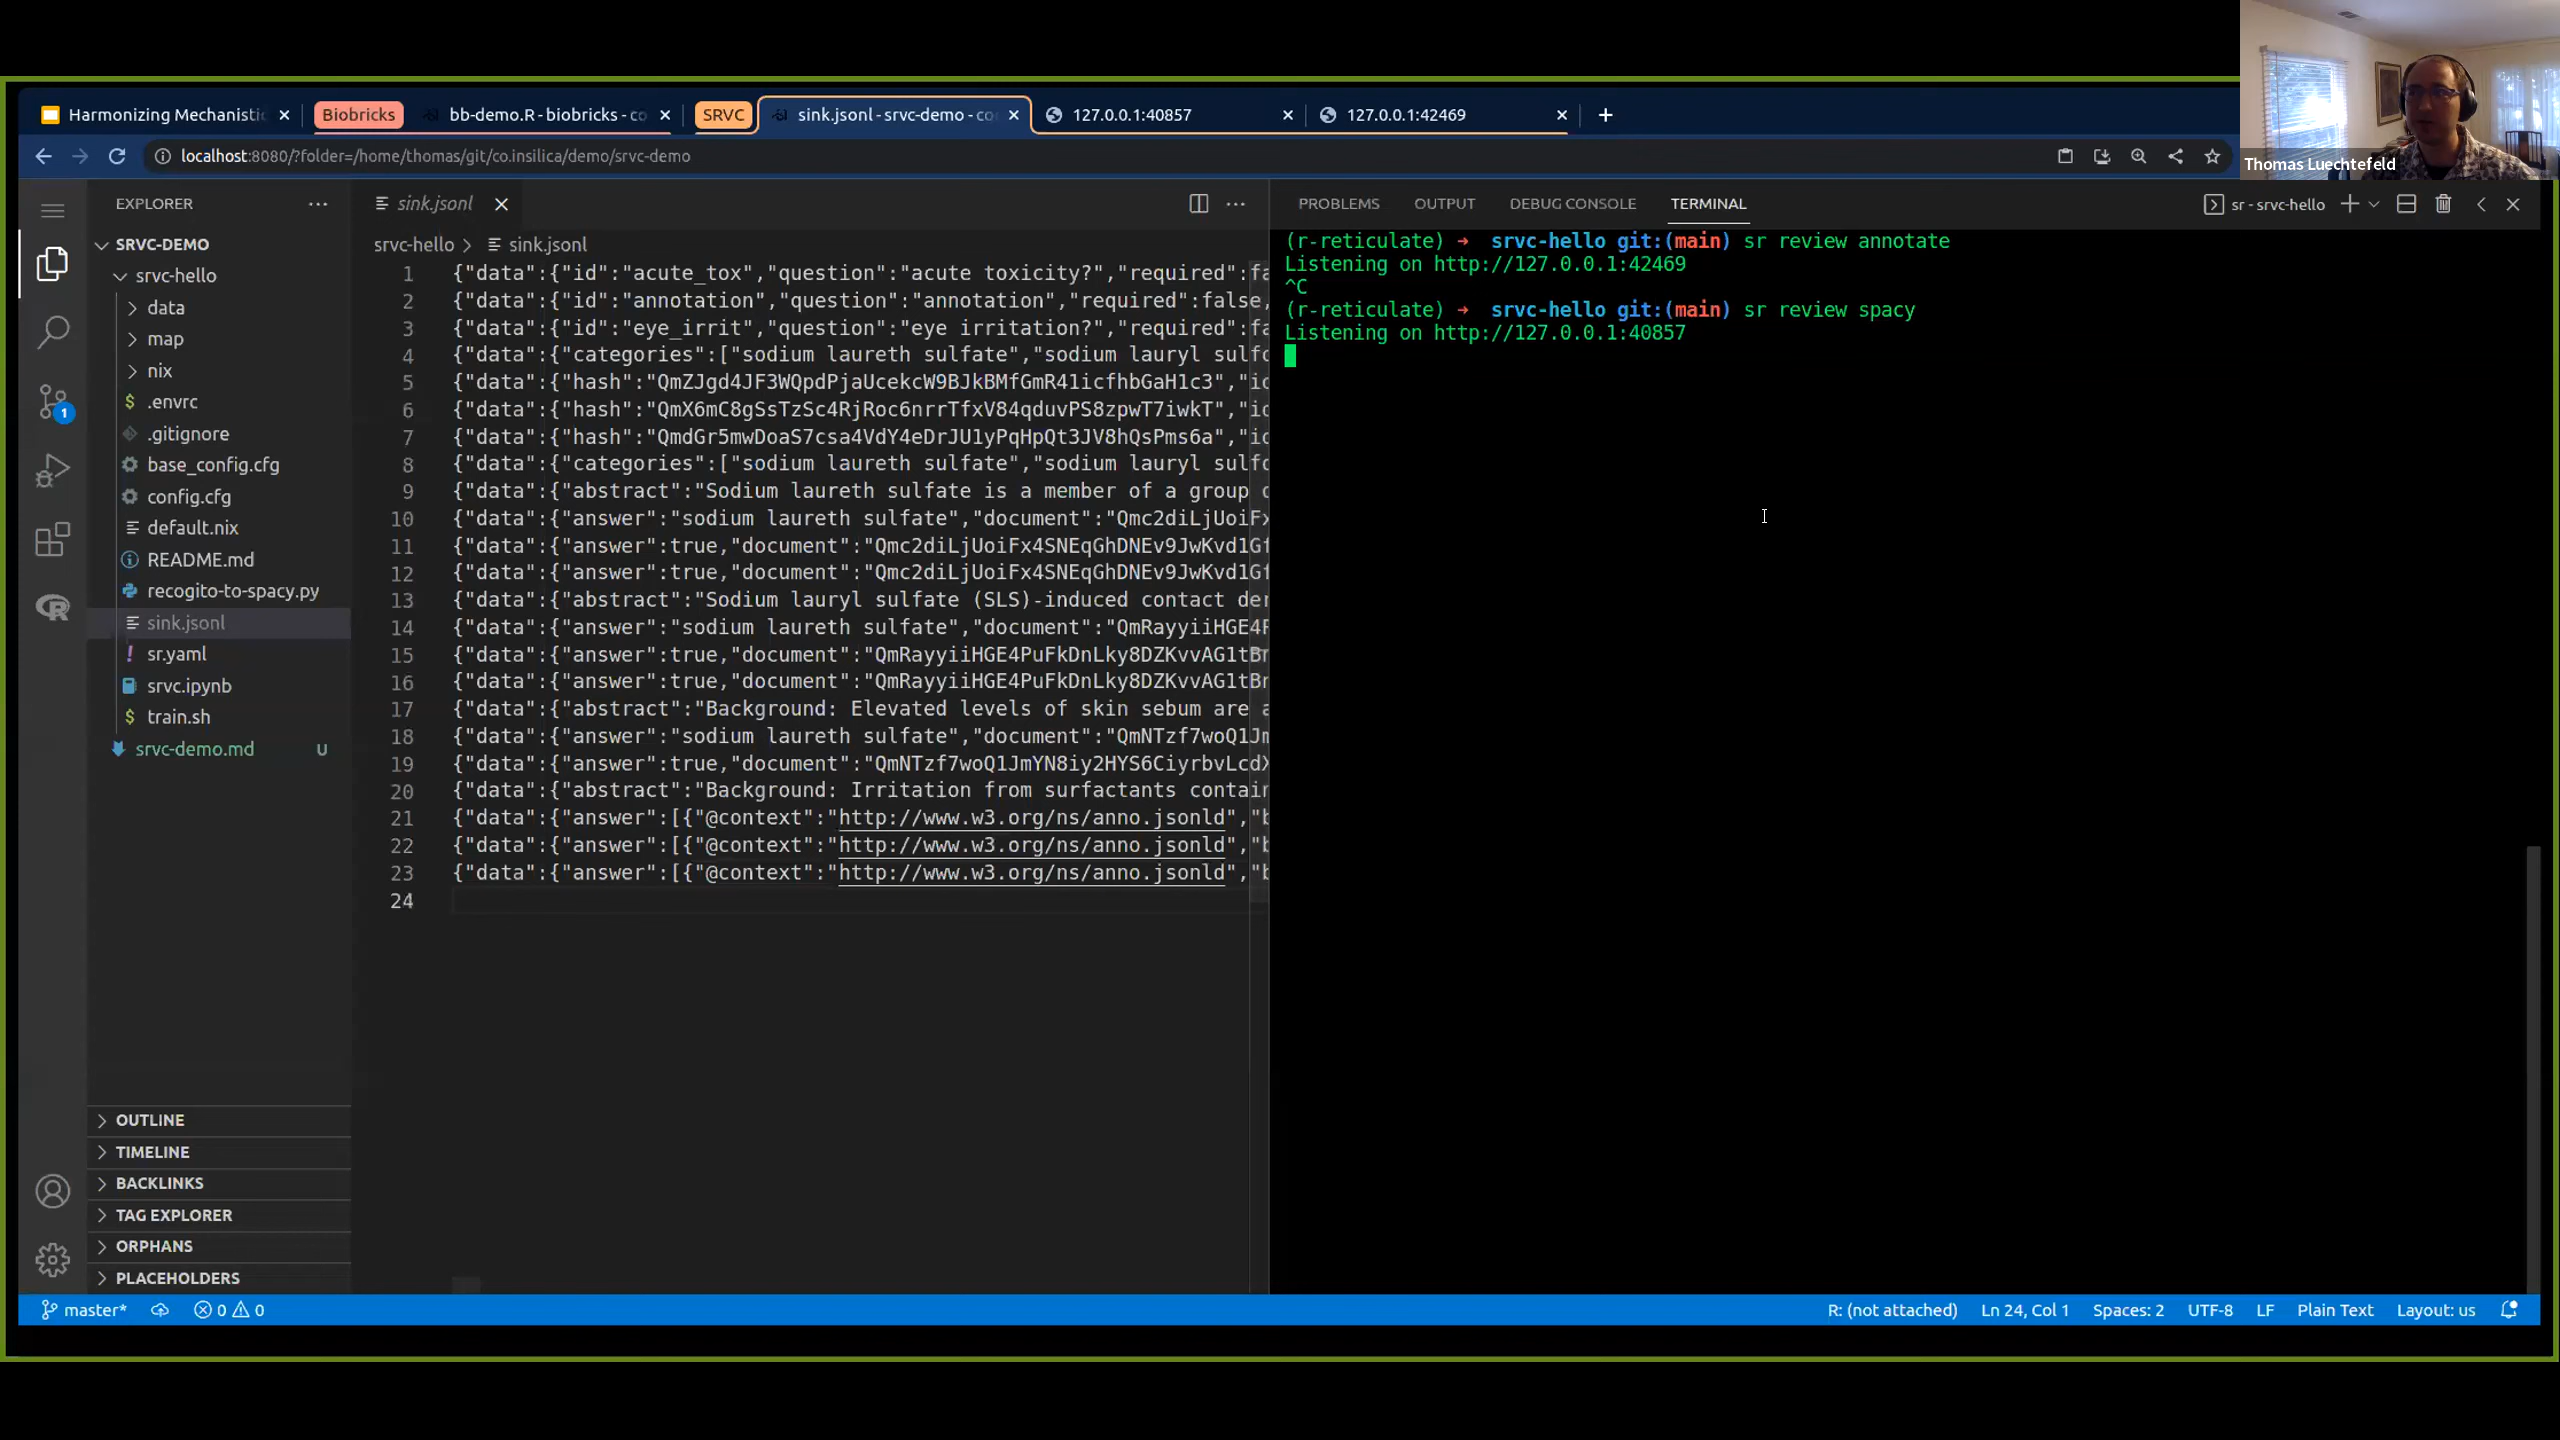 Harmonizing Mechanistic
Biobricks
bb-demo.R - biobricks - co
SRVC
sink.jsonl - srvc-demo - co
127.0.0.1:40857
127.0.0.1:42469
localhost:8080/?folder=/home/thomas/git/co.insilica/demo/srvc-demo
Thomas Luechtefeld
EXPLORER
SRVC-DEMO
srvc-hello
data
map
nix
.envrc
.gitignore
base_config.cfg
config.cfg
default.nix
README.md
recogito-to-spacy.py
sink.jsonl
sr.yaml
srvc.ipynb
train.sh
srvc-demo.md U
OUTLINE
TIMELINE
BACKLINKS
TAG EXPLORER
ORPHANS
PLACEHOLDERS
1
sink.jsonl
srvc-hello > sink.jsonl
1 {"data":{"id":"acute_tox","question":"acute toxicity?","required":fa
2 {"data":{"id":"annotation","question":"annotation","required":false,
3 {"data":{"id":"eye_irrit","question":"eye irritation?","required":fa
4 {"data":{"categories":["sodium laureth sulfate","sodium lauryl sulfo
5 {"data":{"hash":"QmZJgd4JF3WQpdPjaUcekcW9BJkBMfGmR41icfhbGaH1c3","id
6 {"data":{"hash":"QmX6mC8gSsTzSc4RjRoc6nrrTfxV84qduvPS8zpwT7iwkT","id
7 {"data":{"hash":"QmdGr5mwDoaS7csa4VdY4eDrJU1yPqHpQt3JV8hQsPms6a","id
8 {"data":{"categories":["sodium laureth sulfate","sodium lauryl sulfo
9 {"data":{"abstract":"Sodium laureth sulfate is a member of a group o
10 {"data":{"answer":"sodium laureth sulfate","document":"Qmc2diLjUoiFx
11 {"data":{"answer":true,"document":"Qmc2diLjUoiFx4SNEqGhDNEv9JwKvd1Gf
12 {"data":{"answer":true,"document":"Qmc2diLjUoiFx4SNEqGhDNEv9JwKvd1Gf
13 {"data":{"abstract":"Sodium lauryl sulfate (SLS)-induced contact der
14 {"data":{"answer":"sodium laureth sulfate","document":"QmRayyiiHGE4P
15 {"data":{"answer":true,"document":"QmRayyiiHGE4PuFkDnLky8DZKvvAG1tBr
16 {"data":{"answer":true,"document":"QmRayyiiHGE4PuFkDnLky8DZKvvAG1tBr
17 {"data":{"abstract":"Background: Elevated levels of skin sebum are a
18 {"data":{"answer":"sodium laureth sulfate","document":"QmNTzf7woQ1Jm
19 {"data":{"answer":true,"document":"QmNTzf7woQ1JmYN8iy2HYS6CiyrbvLcdX
20 {"data":{"abstract":"Background: Irritation from surfactants contain
21 {"data":{"answer":[{"@context":"http://www.w3.org/ns/anno.jsonld","b
22 {"data":{"answer":[{"@context":"http://www.w3.org/ns/anno.jsonld","b
23 {"data":{"answer":[{"@context":"http://www.w3.org/ns/anno.jsonld","b
24
PROBLEMS OUTPUT DEBUG CONSOLE TERMINAL
sr - srvc-hello
(r-reticulate) ➜ srvc-hello git:(main) sr review annotate
Listening on http://127.0.0.1:42469
^C
(r-reticulate) ➜ srvc-hello git:(main) sr review spacy
Listening on http://127.0.0.1:40857
master* 0 0 R: (not attached) Ln 24, Col 1 Spaces: 2 UTF-8 LF Plain Text Layout: us